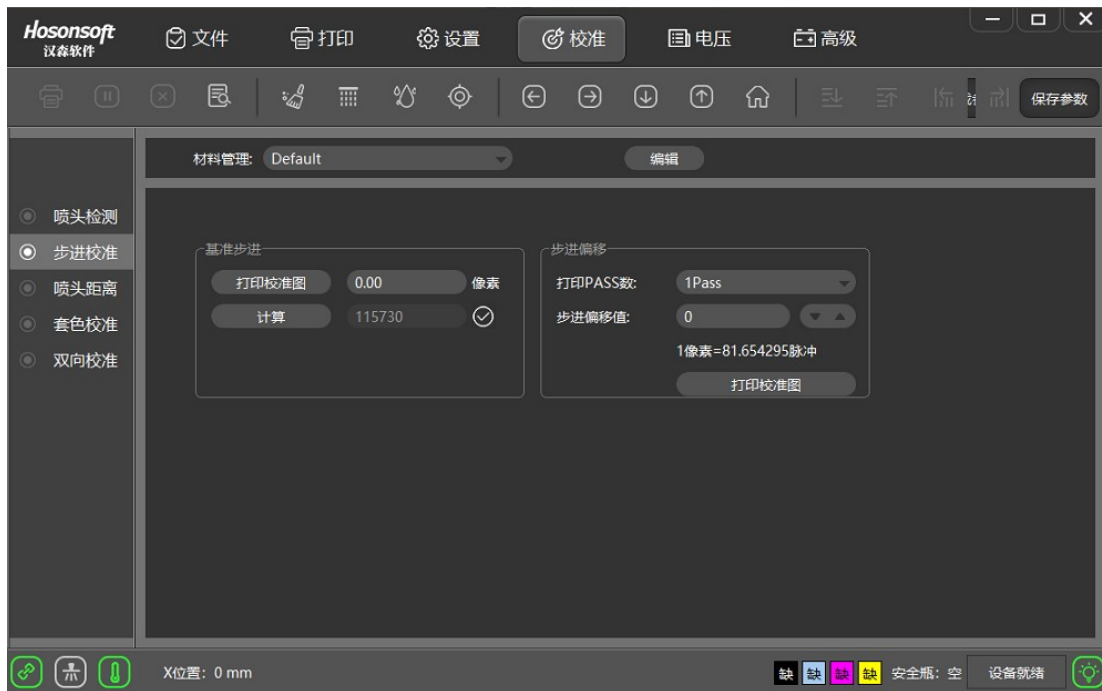 Hosonsoft
汉森软件
文件 打印 设置 校准 电压 高级
保存参数
材料管理: Default 编辑
喷头检测
步进校准
喷头距离
套色校准
双向校准
基准步进
打印校准图 0.00 像素
计算 115730
步进偏移
打印PASS数: 1Pass
步进偏移值: 0
1像素=81.654295脉冲
打印校准图
X位置: 0 mm 缺 缺 缺 缺 安全瓶: 空 设备就绪